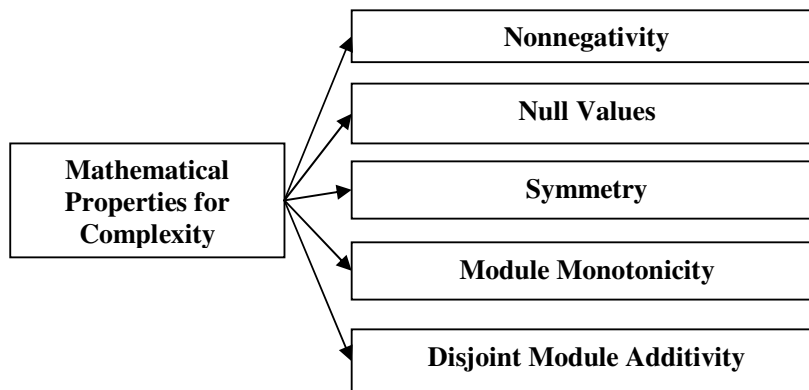 Nonnegativity
Null Values
Mathematical
Properties for
Complexity
Symmetry
Module Monotonicity
Disjoint Module Additivity